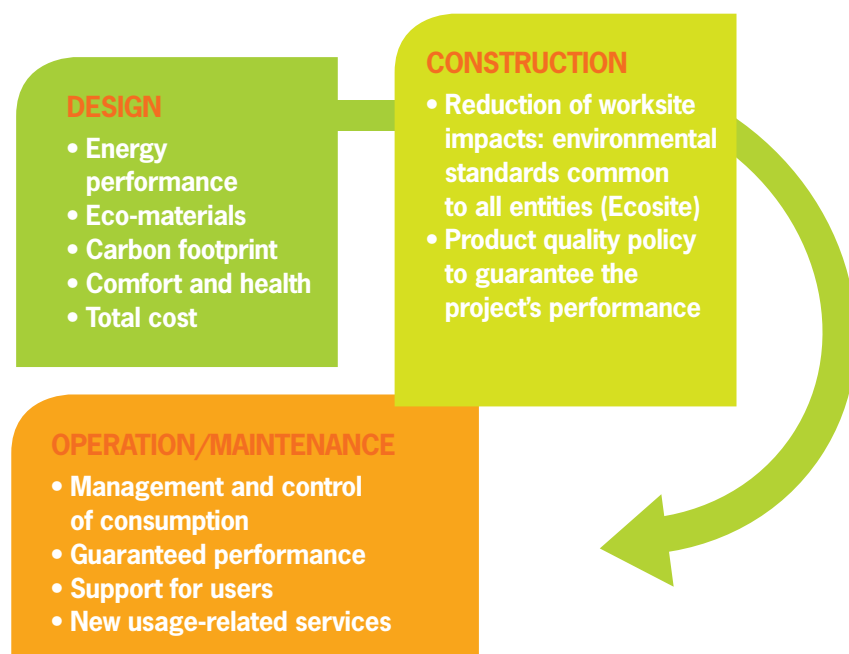 DESIGN
• Energy
performance
• Eco-materials
• Carbon footprint
• Comfort and health
• Total cost
CONSTRUCTION
• Reduction of worksite
impacts: environmental
standards common
to all entities (Ecosite)
• Product quality policy
to guarantee the
project's performance
OPERATION/MAINTENANCE
• Management and control
of consumption
• Guaranteed performance
• Support for users
• New usage-related services